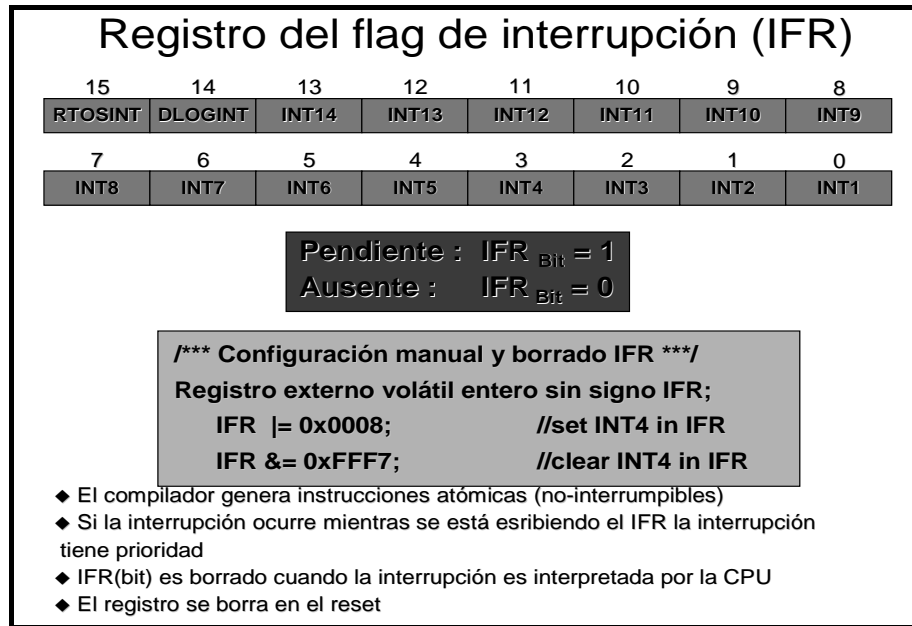 Registro del flag de interrupción (IFR)
15 14 13 12 11 10 9 8
RTOSINT DLOGINT INT14 INT13 INT12 INT11 INT10 INT9
7 6 5 4 3 2 1 0
INT8 INT7 INT6 INT5 INT4 INT3 INT2 INT1
Pendiente : IFR Bit = 1
Ausente : IFR Bit = 0
/*** Configuración manual y borrado IFR ***/
Registro externo volátil entero sin signo IFR;
IFR |= 0x0008; //set INT4 in IFR
IFR &= 0xFFF7; //clear INT4 in IFR
◆ El compilador genera instrucciones atómicas (no-interrumpibles)
◆ Si la interrupción ocurre mientras se está esribiendo el IFR la interrupción
tiene prioridad
◆ IFR(bit) es borrado cuando la interrupción es interpretada por la CPU
◆ El registro se borra en el reset